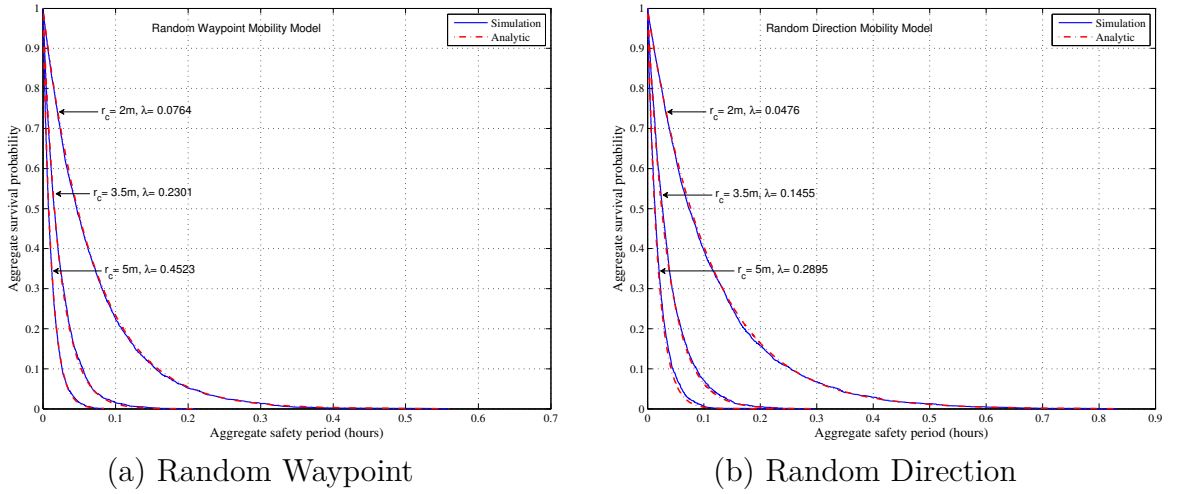 Random Waypoint Mobility Model
Simulation
Analytic
1
0.9
0.8
0.7
0.6
0.5
0.4
0.3
0.2
0.1
0
Aggregate survival probability
r_c= 2m, λ= 0.0764
r_c= 3.5m, λ= 0.2301
r_c= 5m, λ= 0.4523
0 0.1 0.2 0.3 0.4 0.5 0.6 0.7
Aggregate safety period (hours)
(a) Random Waypoint
Random Direction Mobility Model
Simulation
Analytic
1
0.9
0.8
0.7
0.6
0.5
0.4
0.3
0.2
0.1
0
Aggregate survival probability
r_c= 2m, λ= 0.0476
r_c= 3.5m, λ= 0.1455
r_c= 5m, λ= 0.2895
0 0.1 0.2 0.3 0.4 0.5 0.6 0.7 0.8 0.9
Aggregate safety period (hours)
(b) Random Direction